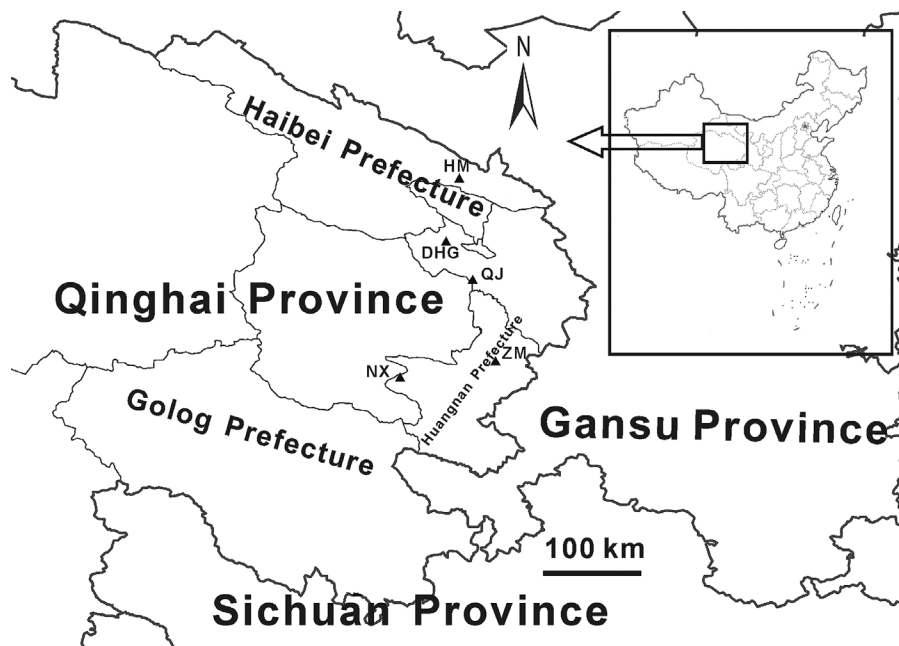 N
Haibei Prefecture
HM
DHG
QJ
Qinghai Province
Huangnan Prefecture
ZM
NX
Golog Prefecture
Gansu Province
100 km
Sichuan Province